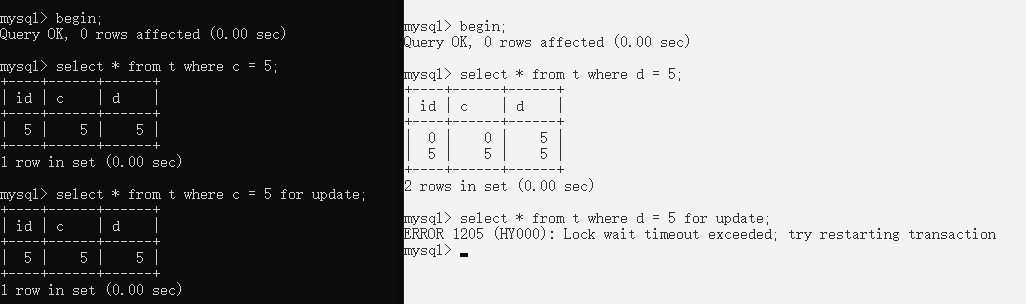 mysql> begin;
Query OK, 0 rows affected (0.00 sec)

mysql> select * from t where c = 5;
+----+------+------+
| id | c    | d    |
+----+------+------+
|  5 |    5 |    5 |
+----+------+------+
1 row in set (0.00 sec)

mysql> select * from t where c = 5 for update;
+----+------+------+
| id | c    | d    |
+----+------+------+
|  5 |    5 |    5 |
+----+------+------+
1 row in set (0.00 sec)

mysql> begin;
Query OK, 0 rows affected (0.00 sec)

mysql> select * from t where d = 5;
+----+------+------+
| id | c    | d    |
+----+------+------+
|  0 |    0 |    5 |
|  5 |    5 |    5 |
+----+------+------+
2 rows in set (0.00 sec)

mysql> select * from t where d = 5 for update;
ERROR 1205 (HY000): Lock wait timeout exceeded; try restarting transaction
mysql>